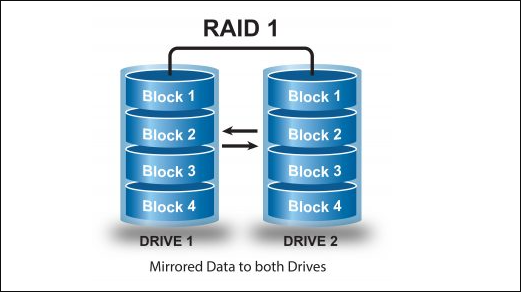 RAID 1
Block 1
Block 2
Block 3
Block 4
Block 1
Block 2
Block 3
Block 4
DRIVE 1
DRIVE 2
Mirrored Data to both Drives